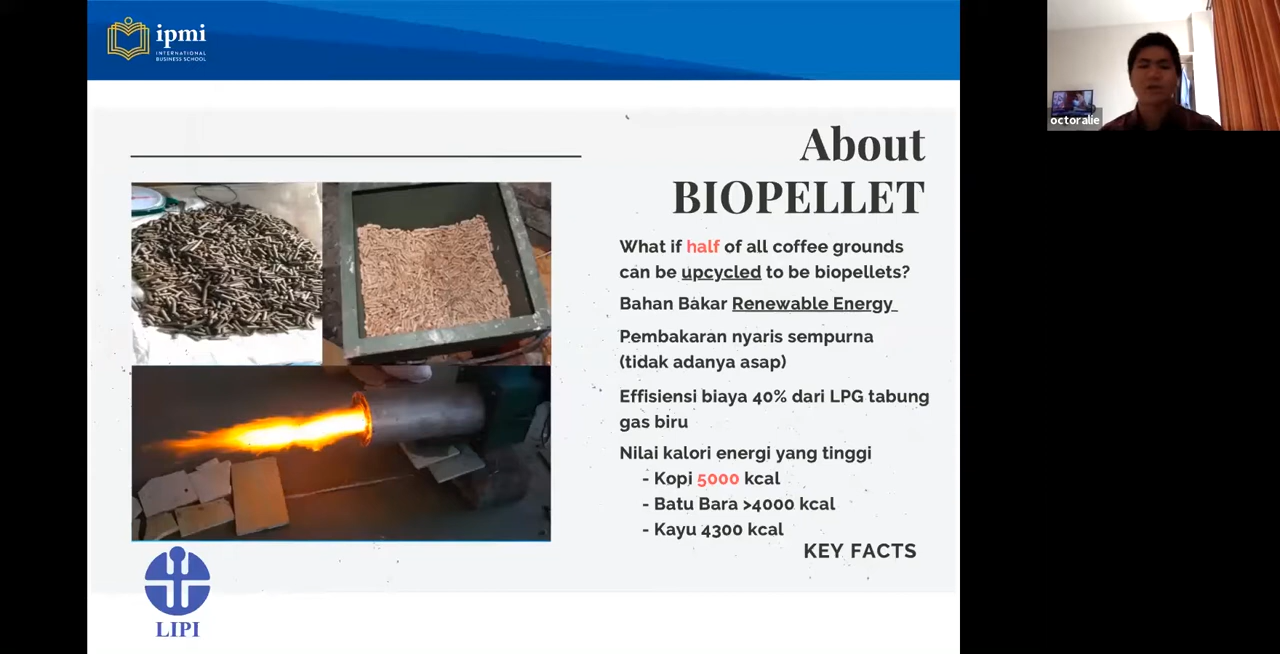 ipmi
INTERNATIONAL
BUSINESS SCHOOL
octoralie
About
BIOPELLET
What if half of all coffee grounds
can be upcycled to be biopellets?
Bahan Bakar Renewable Energy
Pembakaran nyaris sempurna
(tidak adanya asap)
Effisiensi biaya 40% dari LPG tabung
gas biru
Nilai kalori energi yang tinggi
- Kopi 5000 kcal
- Batu Bara >4000 kcal
- Kayu 4300 kcal
KEY FACTS
LIPI